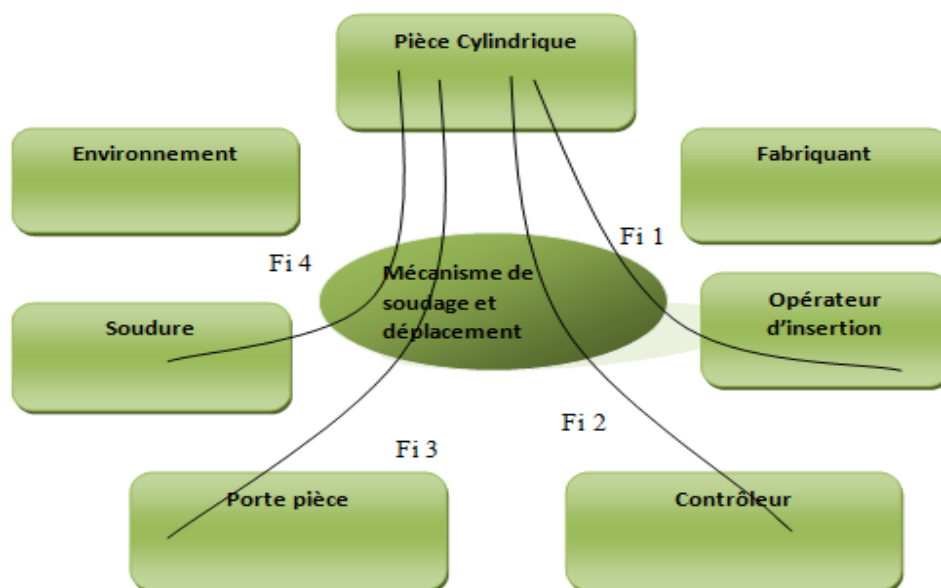 Pièce Cylindrique
Environnement
Fabriquant
Fi 1
Fi 4
Mécanisme de
soudage et
déplacement
Soudure
Opérateur
d'insertion
Fi 2
Fi 3
Porte pièce
Contrôleur